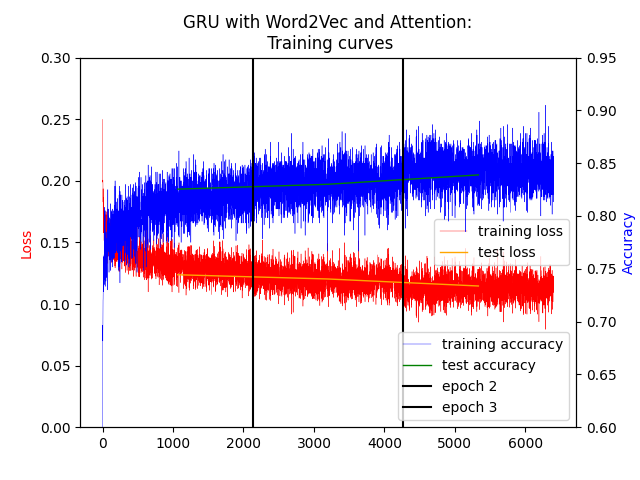 GRU with Word2Vec and Attention:
Training curves
0.30
0.25
0.20
0.15
0.10
0.05
0.00
Loss
0.95
0.90
0.85
0.80
0.75
0.70
0.65
0.60
Accuracy
training loss
test loss
training accuracy
test accuracy
epoch 2
epoch 3
0 1000 2000 3000 4000 5000 6000